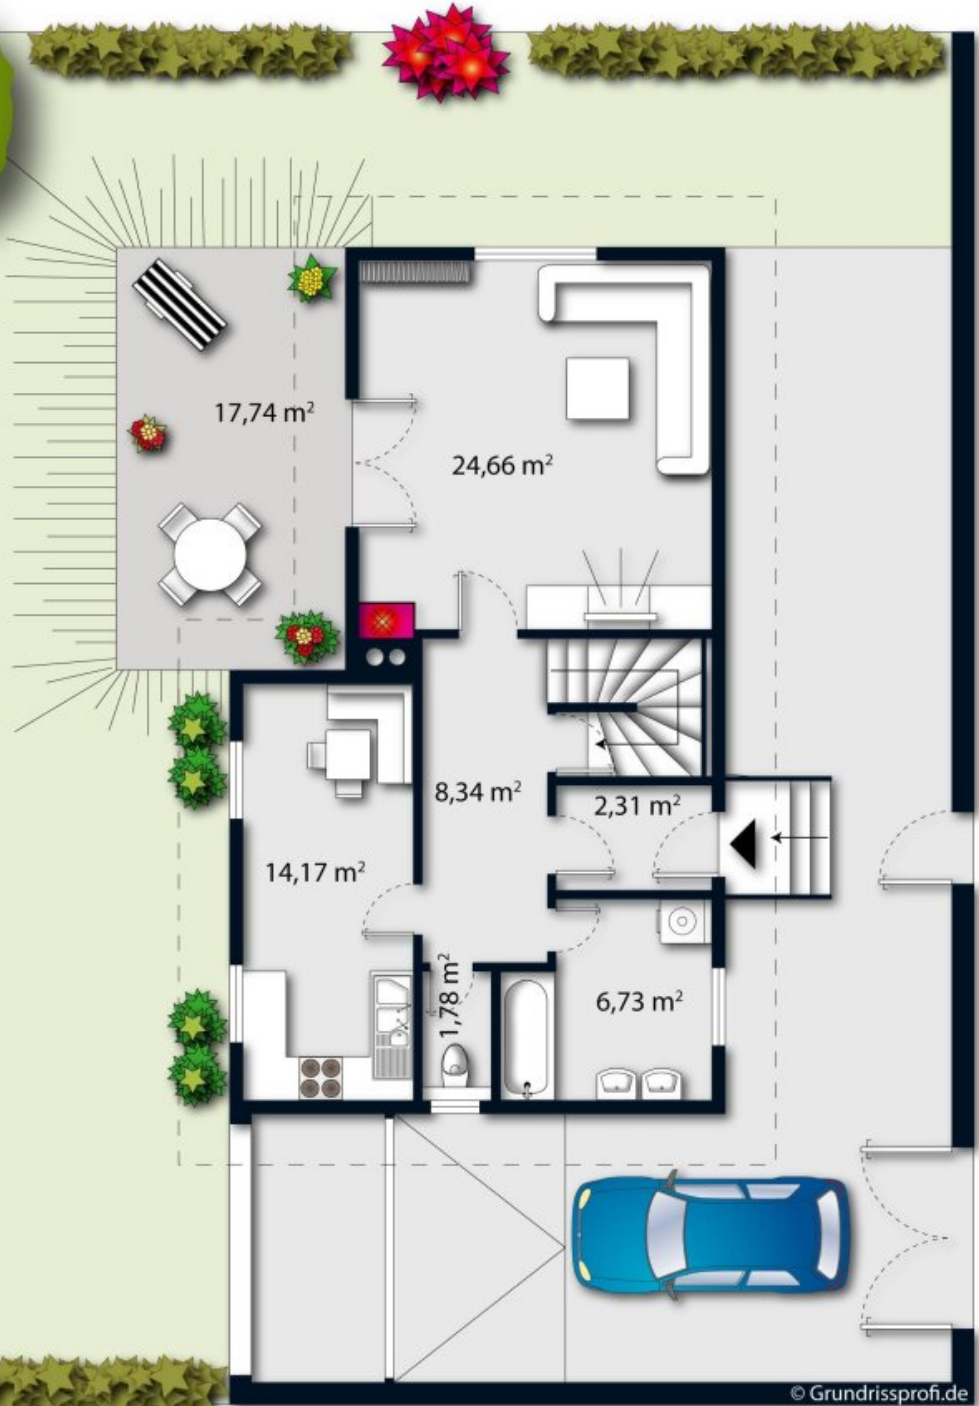 17,74 m²
24,66 m²
8,34 m²
2,31 m²
14,17 m²
1,78 m²
6,73 m²
© Grundrissprofi.de